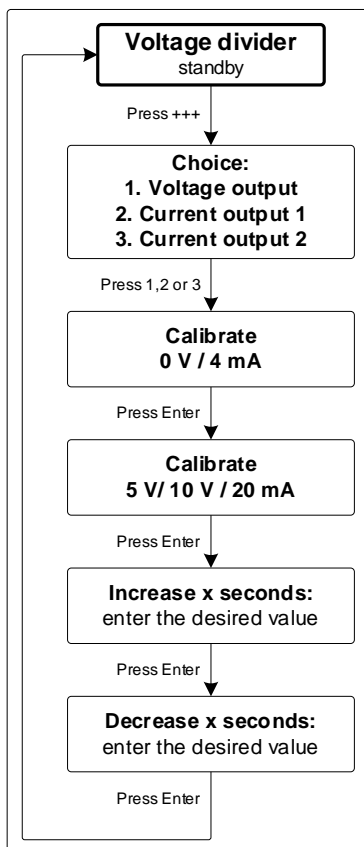 Voltage divider
standby
Press +++
Choice:
1. Voltage output
2. Current output 1
3. Current output 2
Press 1,2 or 3
Calibrate
0 V / 4 mA
Press Enter
Calibrate
5 V/ 10 V / 20 mA
Press Enter
Increase x seconds:
enter the desired value
Press Enter
Decrease x seconds:
enter the desired value
Press Enter